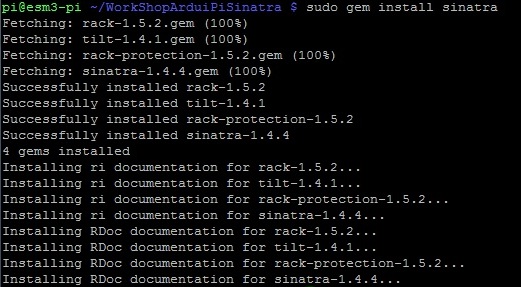 pi@esm3-pi ~/WorkShopArduiPiSinatra $ sudo gem install sinatra
Fetching: rack-1.5.2.gem (100%)
Fetching: tilt-1.4.1.gem (100%)
Fetching: rack-protection-1.5.2.gem (100%)
Fetching: sinatra-1.4.4.gem (100%)
Successfully installed rack-1.5.2
Successfully installed tilt-1.4.1
Successfully installed rack-protection-1.5.2
Successfully installed sinatra-1.4.4
4 gems installed
Installing ri documentation for rack-1.5.2...
Installing ri documentation for tilt-1.4.1...
Installing ri documentation for rack-protection-1.5.2...
Installing ri documentation for sinatra-1.4.4...
Installing RDoc documentation for rack-1.5.2...
Installing RDoc documentation for tilt-1.4.1...
Installing RDoc documentation for rack-protection-1.5.2...
Installing RDoc documentation for sinatra-1.4.4...